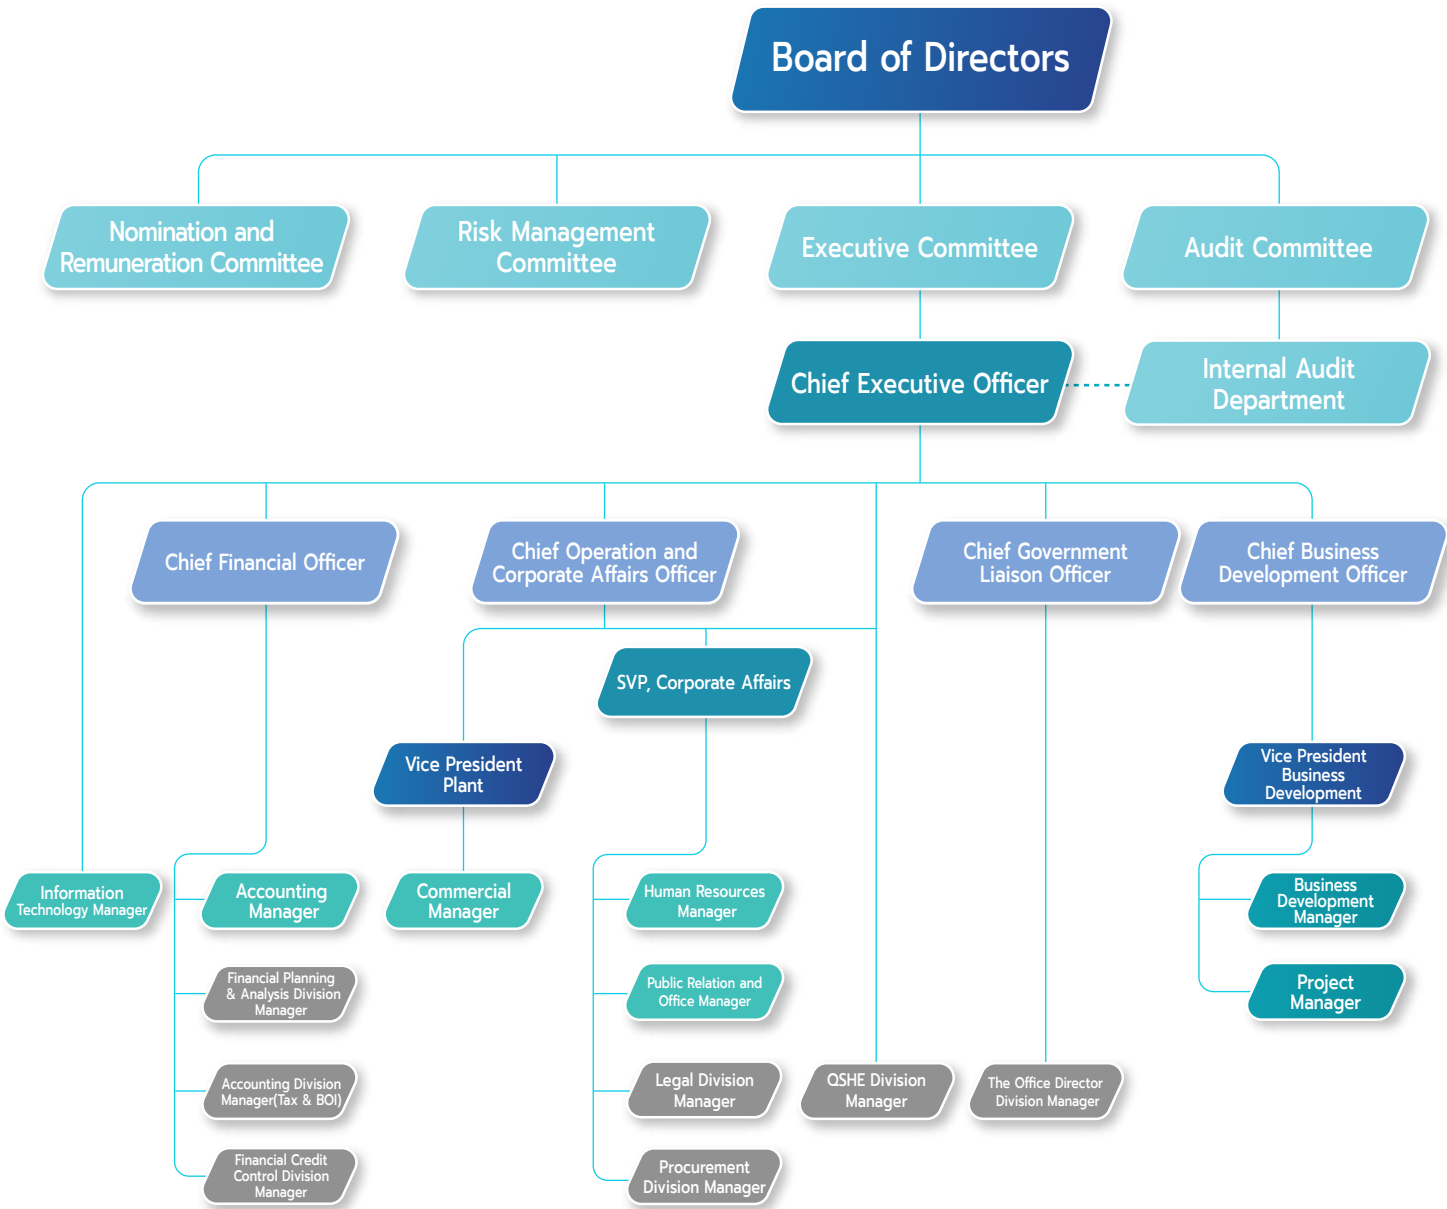 Board of Directors
Nomination and
Remuneration Committee
Risk Management
Committee
Executive Committee
Audit Committee
Chief Executive Officer
Internal Audit
Department
Chief Financial Officer
Chief Operation and
Corporate Affairs Officer
Chief Government
Liaison Officer
Chief Business
Development Officer
SVP, Corporate Affairs
Vice President
Plant
Vice President
Business
Development
Information
Technology Manager
Accounting
Manager
Commercial
Manager
Human Resources
Manager
Business
Development
Manager
Financial Planning
& Analysis Division
Manager
Public Relation and
Office Manager
Project
Manager
Accounting Division
Manager(Tax & BOI)
Legal Division
Manager
QSHE Division
Manager
The Office Director
Division Manager
Financial Credit
Control Division
Manager
Procurement
Division Manager